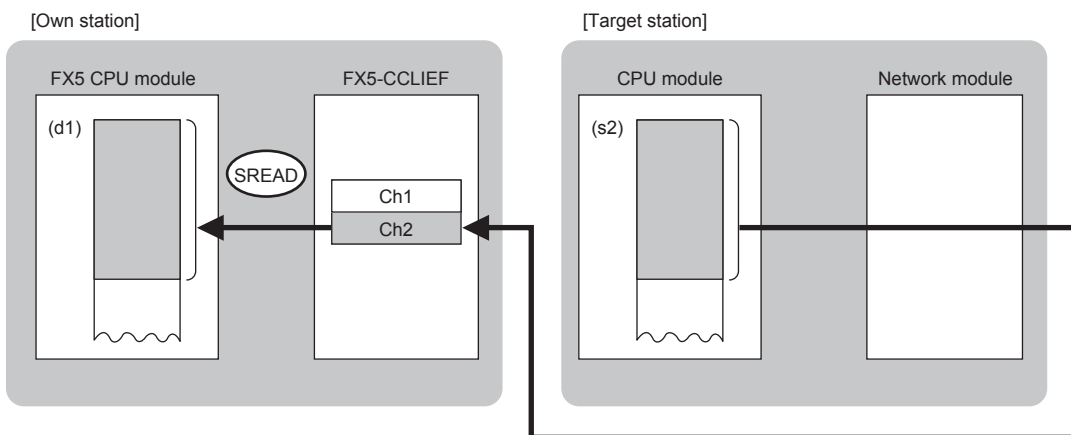 [Own station]
[Target station]
FX5 CPU module
FX5-CCLIEF
CPU module
Network module
(d1)
(s2)
SREAD
Ch1
Ch2